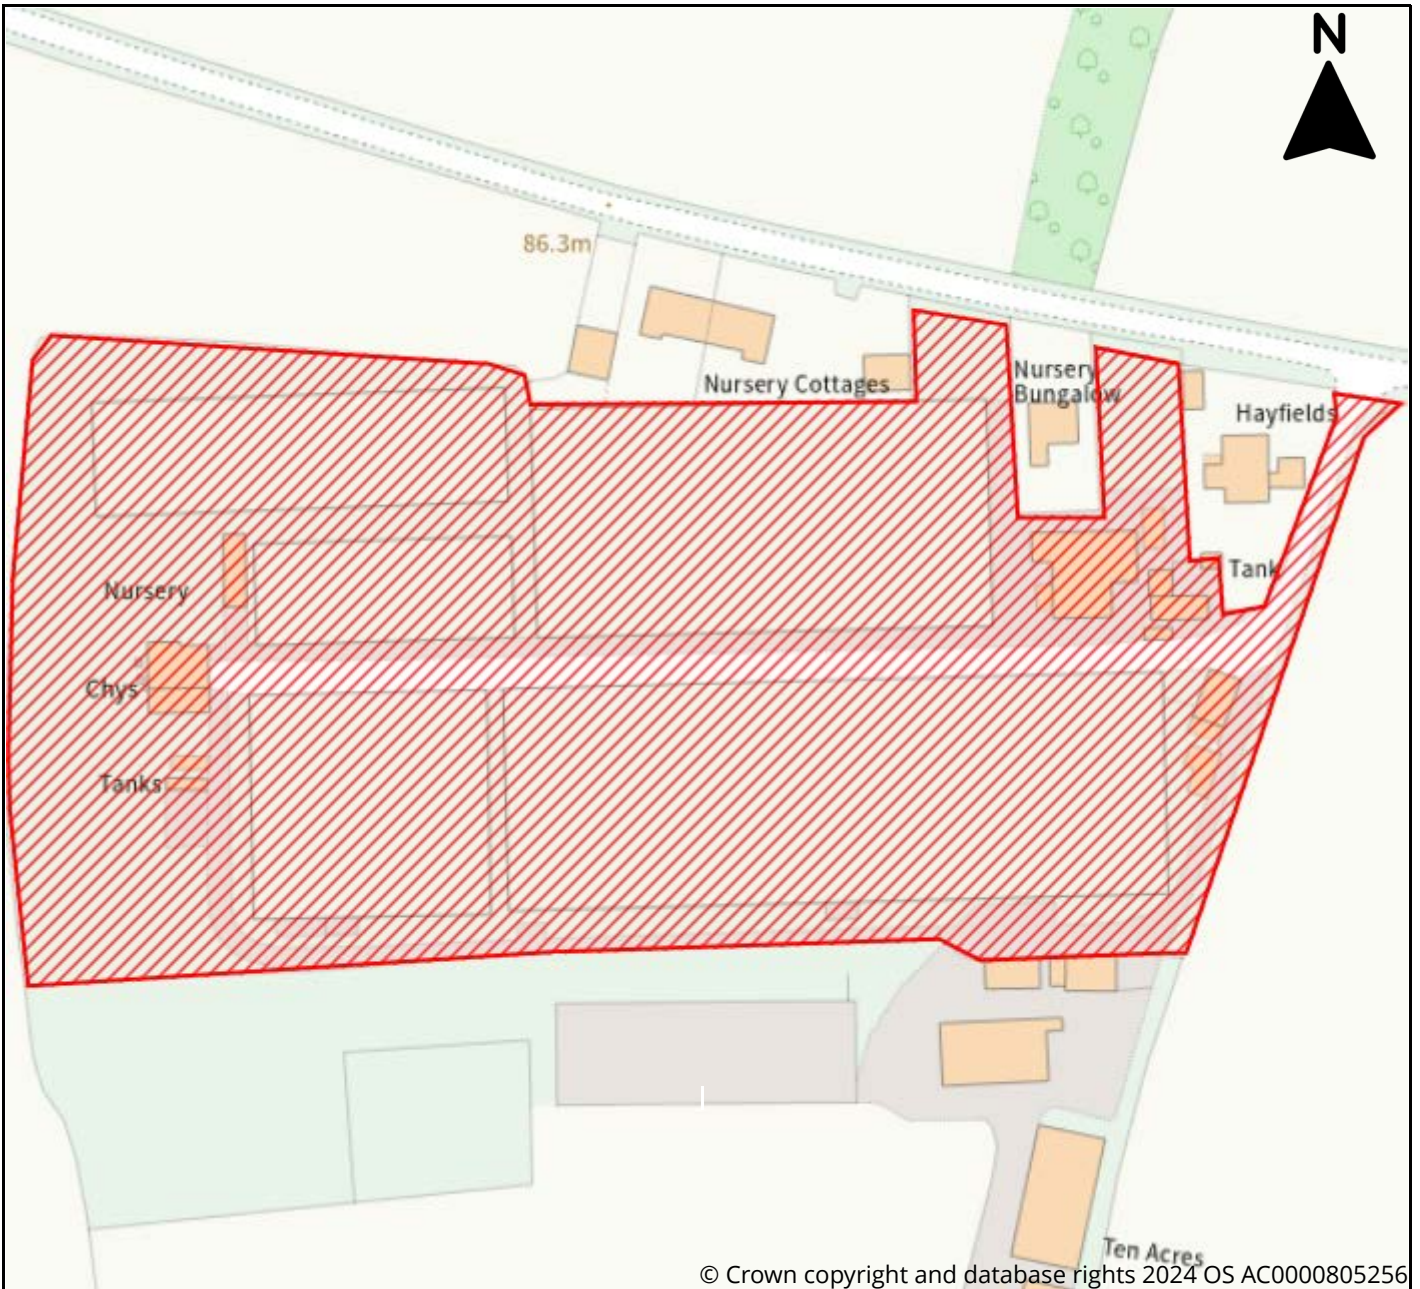 N
86.3m
Nursery Cottages
Nursery
Bungalow
Hayfields
Tank
Nursery
Chys
Tanks
Ten Acres
© Crown copyright and database rights 2024 OS AC0000805256